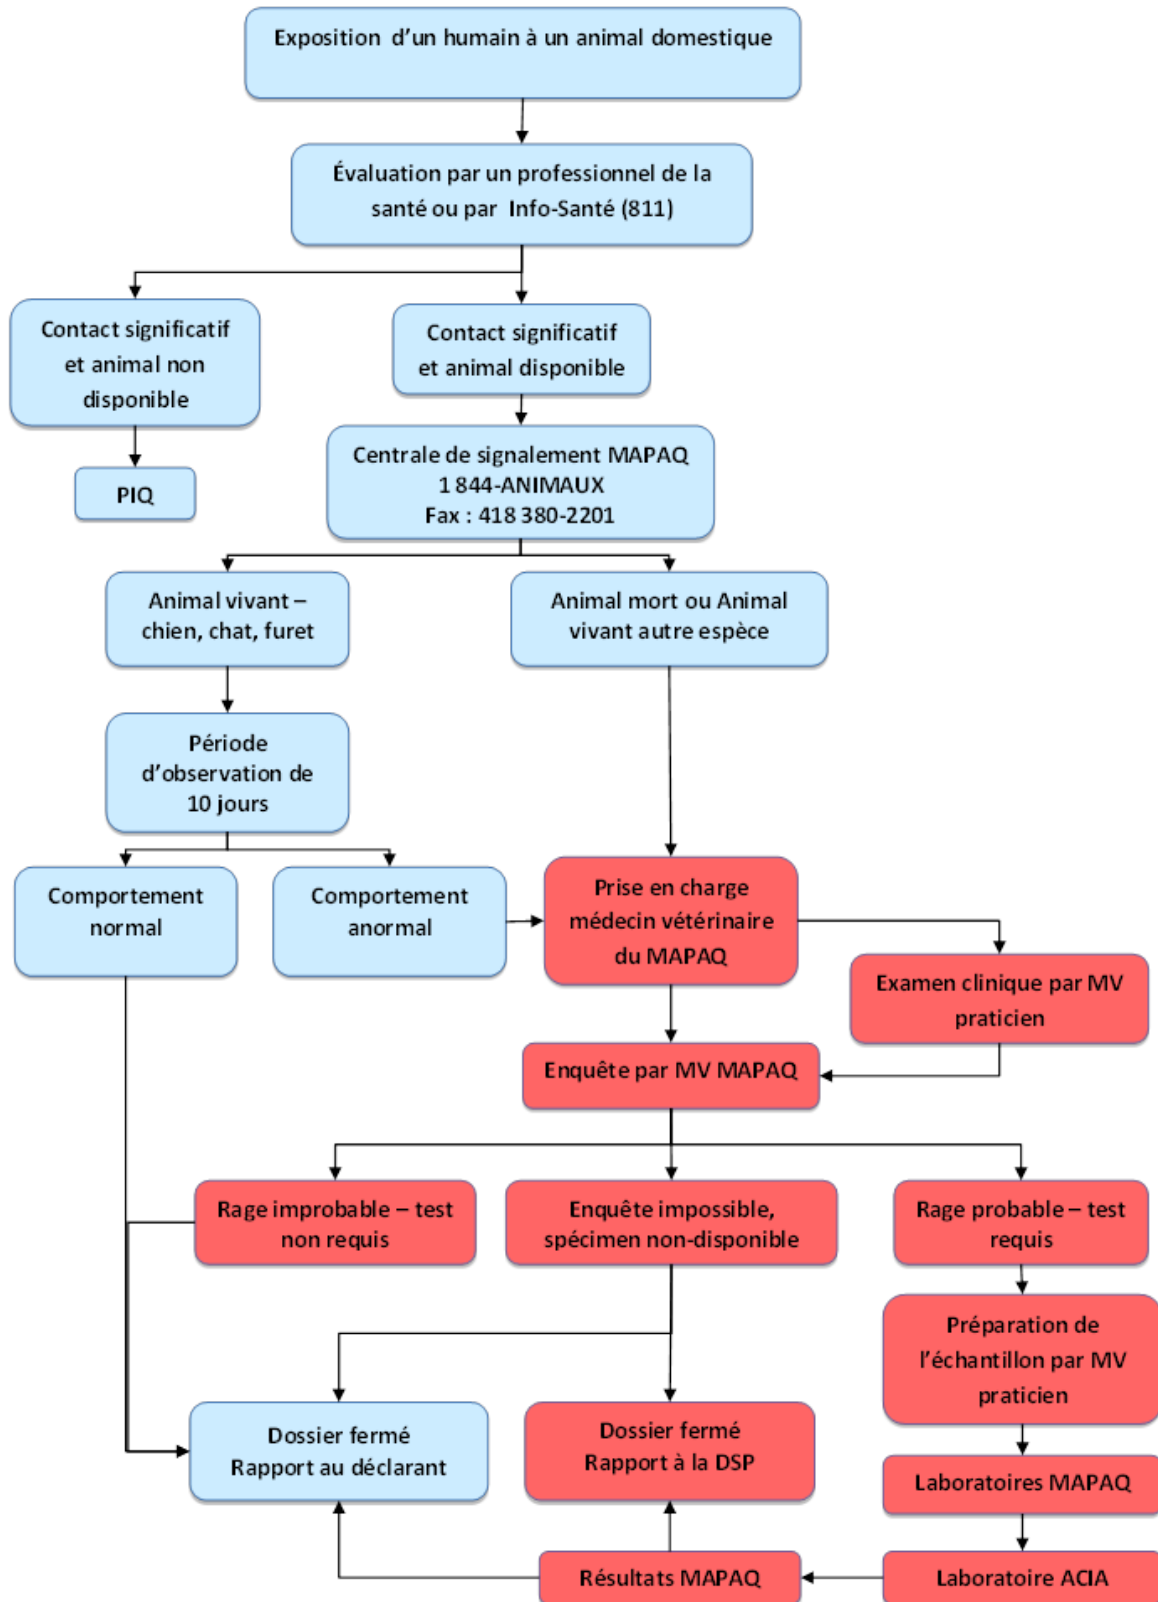 Exposition d'un humain à un animal domestique
Évaluation par un professionnel de la
santé ou par Info-Santé (811)
Contact significatif
et animal non
disponible
Contact significatif
et animal disponible
PIQ
Centrale de signalement MAPAQ
1 844-ANIMAUX
Fax : 418 380-2201
Animal vivant –
chien, chat, furet
Animal mort ou Animal
vivant autre espèce
Période
d'observation de
10 jours
Comportement
normal
Comportement
anormal
Prise en charge
médecin vétérinaire
du MAPAQ
Examen clinique par MV
praticien
Enquête par MV MAPAQ
Rage improbable – test
non requis
Enquête impossible,
spécimen non-disponible
Rage probable – test
requis
Préparation de
l'échantillon par MV
praticien
Dossier fermé
Rapport au déclarant
Dossier fermé
Rapport à la DSP
Laboratoires MAPAQ
Résultats MAPAQ
Laboratoire ACIA